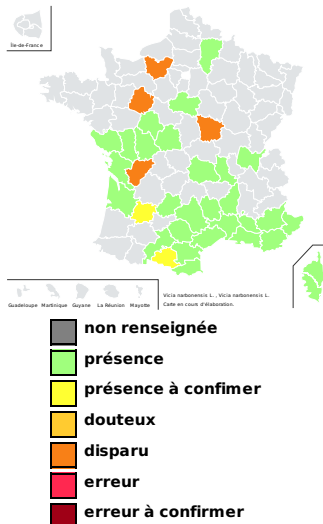 Île-de-France
Vicia narbonensis L., Vicia narbonensis L.
Carte en cours d'élaboration.
Guadeloupe Martinique Guyane La Réunion Mayotte
non renseignée
présence
présence à confimer
douteux
disparu
erreur
erreur à confirmer